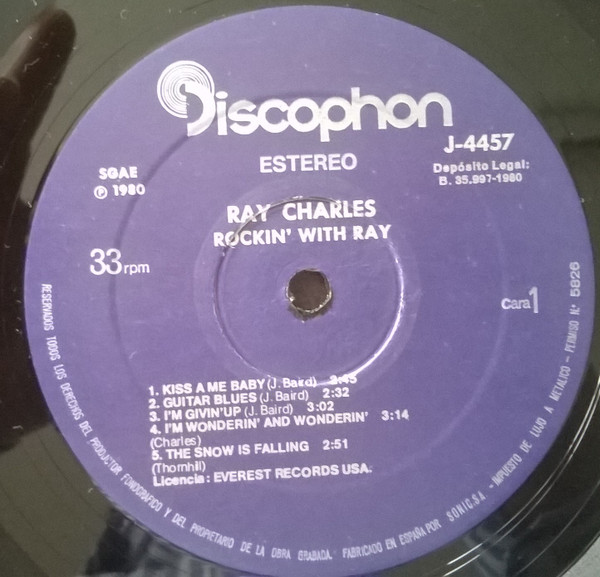 Discophon
J-4457
ESTEREO
Depósito Legal:
B. 35.997-1980
SGAE
Ⓟ 1980
RAY CHARLES
ROCKIN' WITH RAY
33 rpm
Cara 1
1. KISS A ME BABY (J. Baird) 2:45
2. GUITAR BLUES (J. Baird) 2:32
3. I'M GIVIN'UP (J. Baird) 3:02
4. I'M WONDERIN' AND WONDERIN' 3:14
(Charles)
5. THE SNOW IS FALLING 2:51
(Thornhill)
Licencia: EVEREST RECORDS USA.
RESERVADOS TODOS LOS DERECHOS DEL PRODUCTOR FONOGRAFICO Y DEL PROPIETARIO DE LA OBRA GRABADA. FABRICADO EN ESPAÑA POR SONIC,S.A - IMPUESTO DE LUJO A METALICO - PERMISO N.º 5826